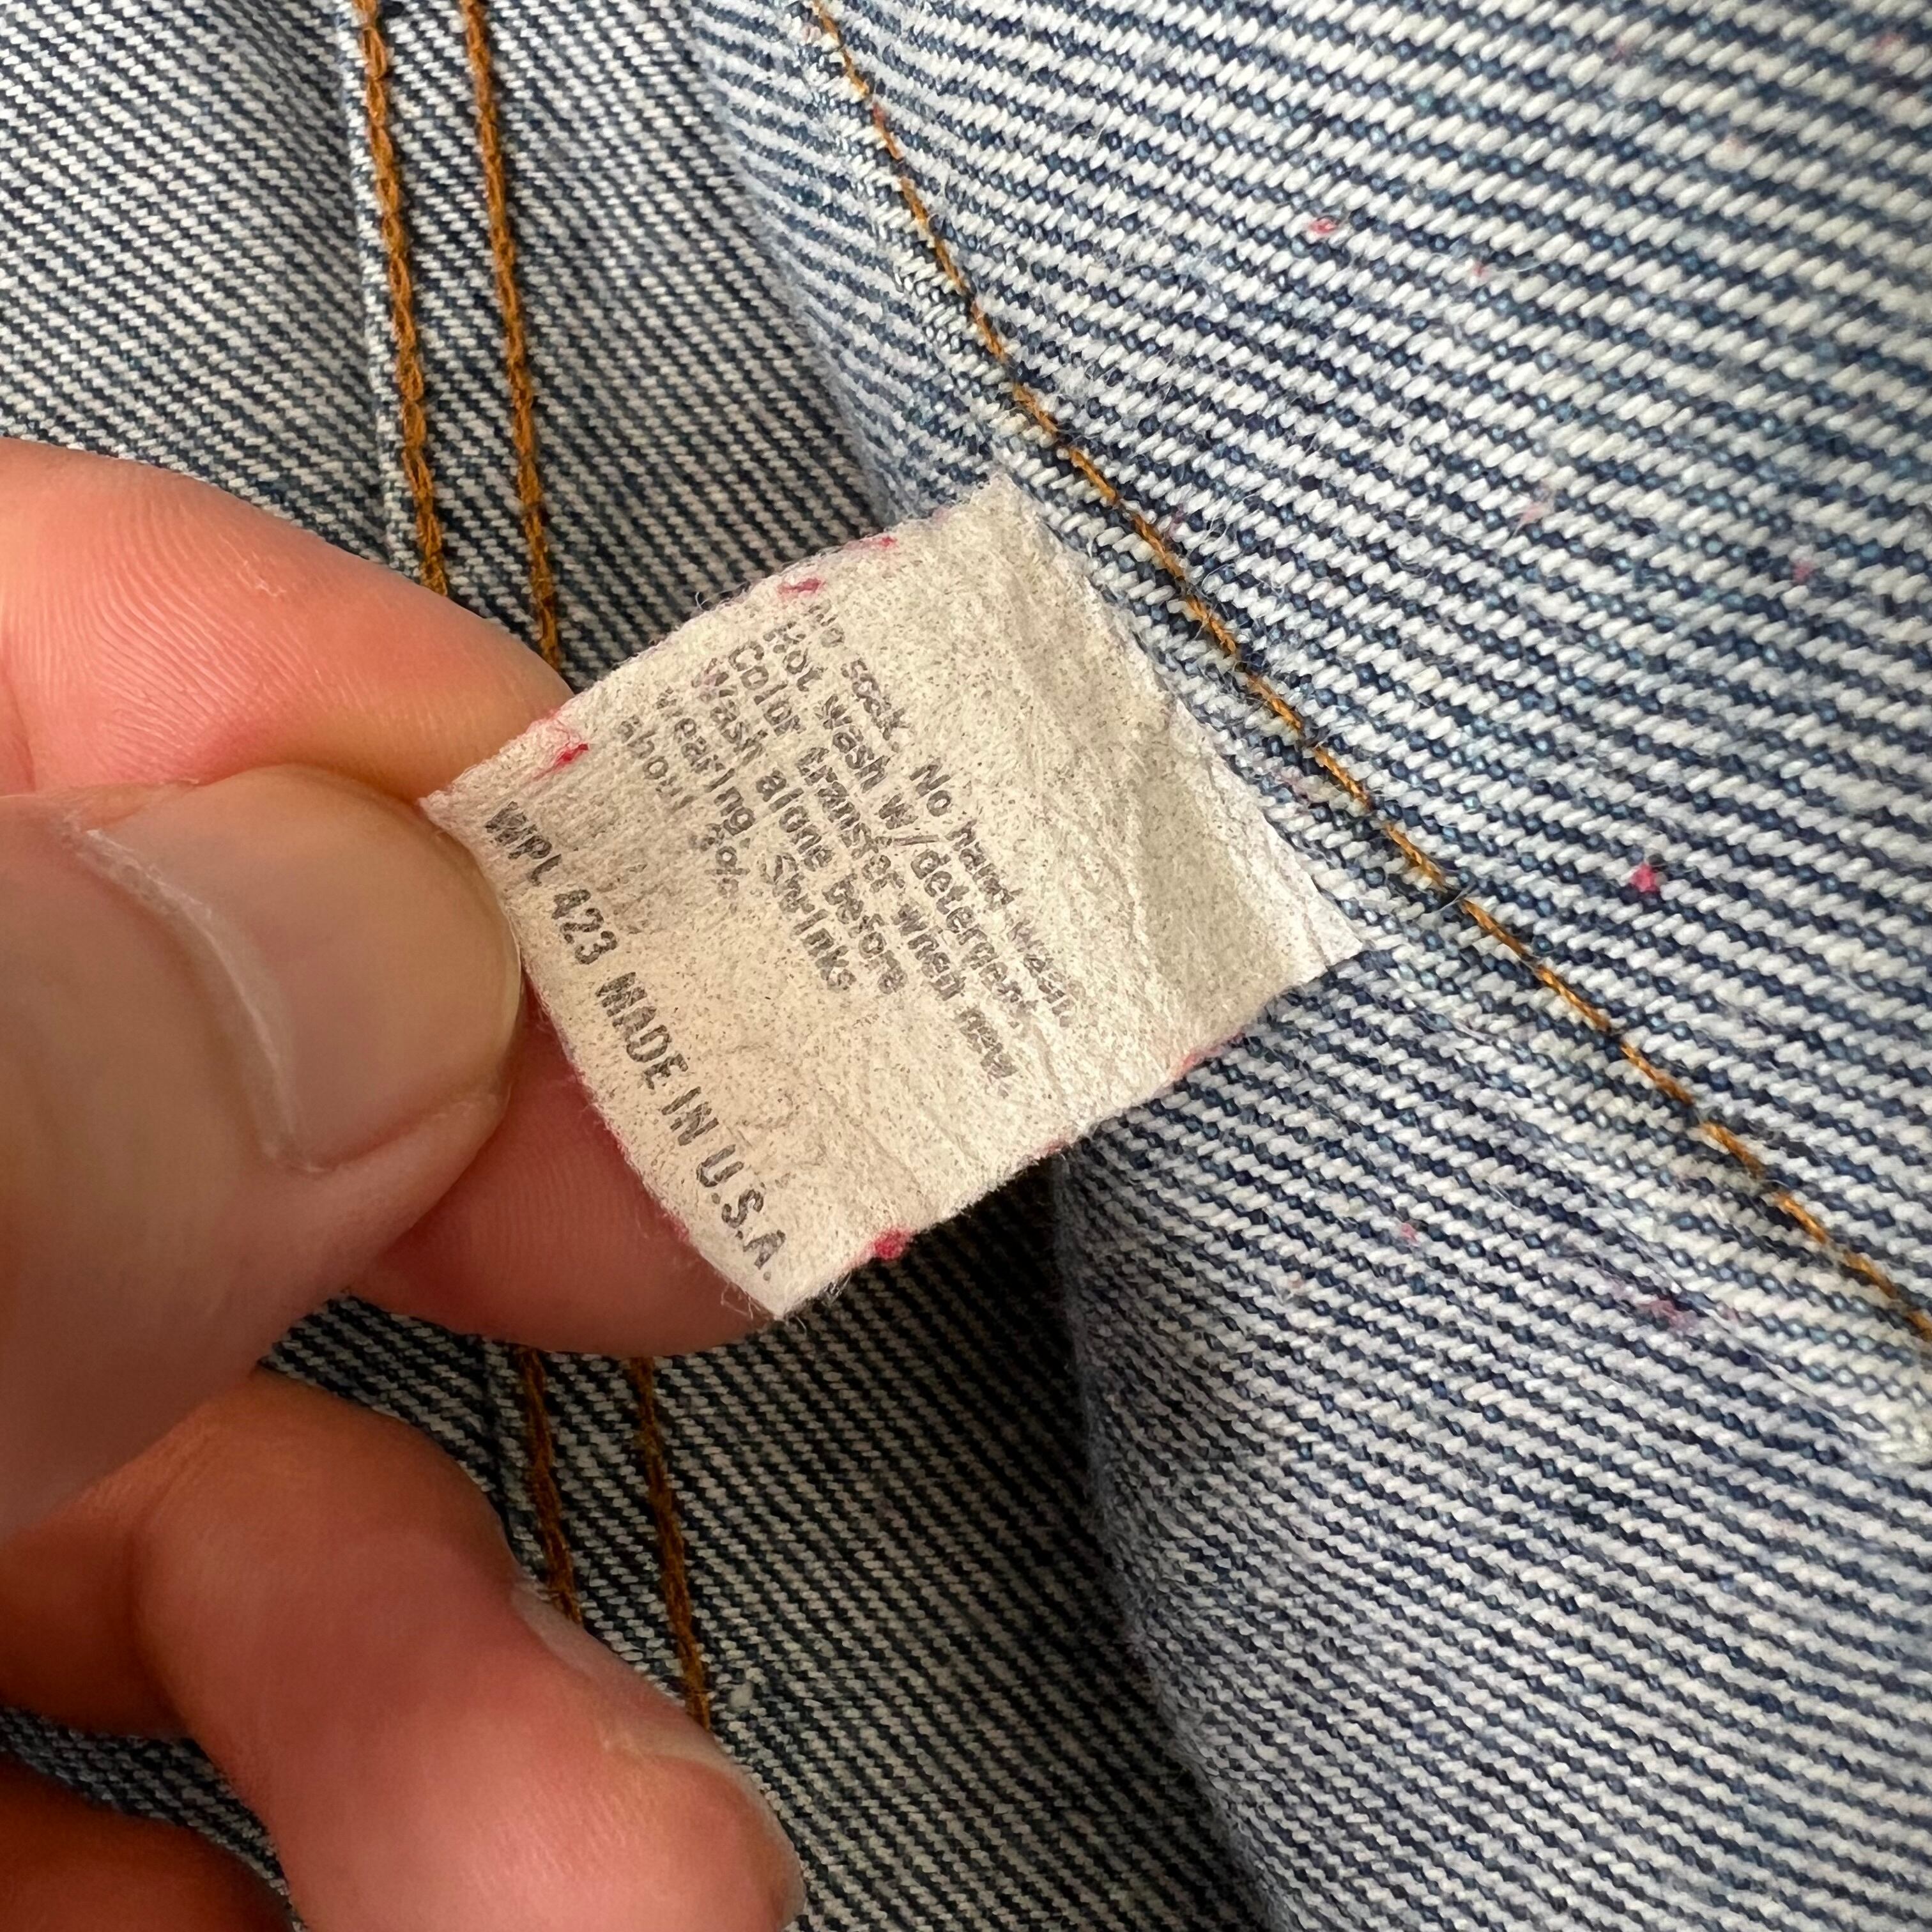 No soak. No hand wash.
Hot wash w/detergent
Color transfer when new.
Wash alone before
wearing. Shrinks
about %
WPL 423 MADE IN U.S.A.